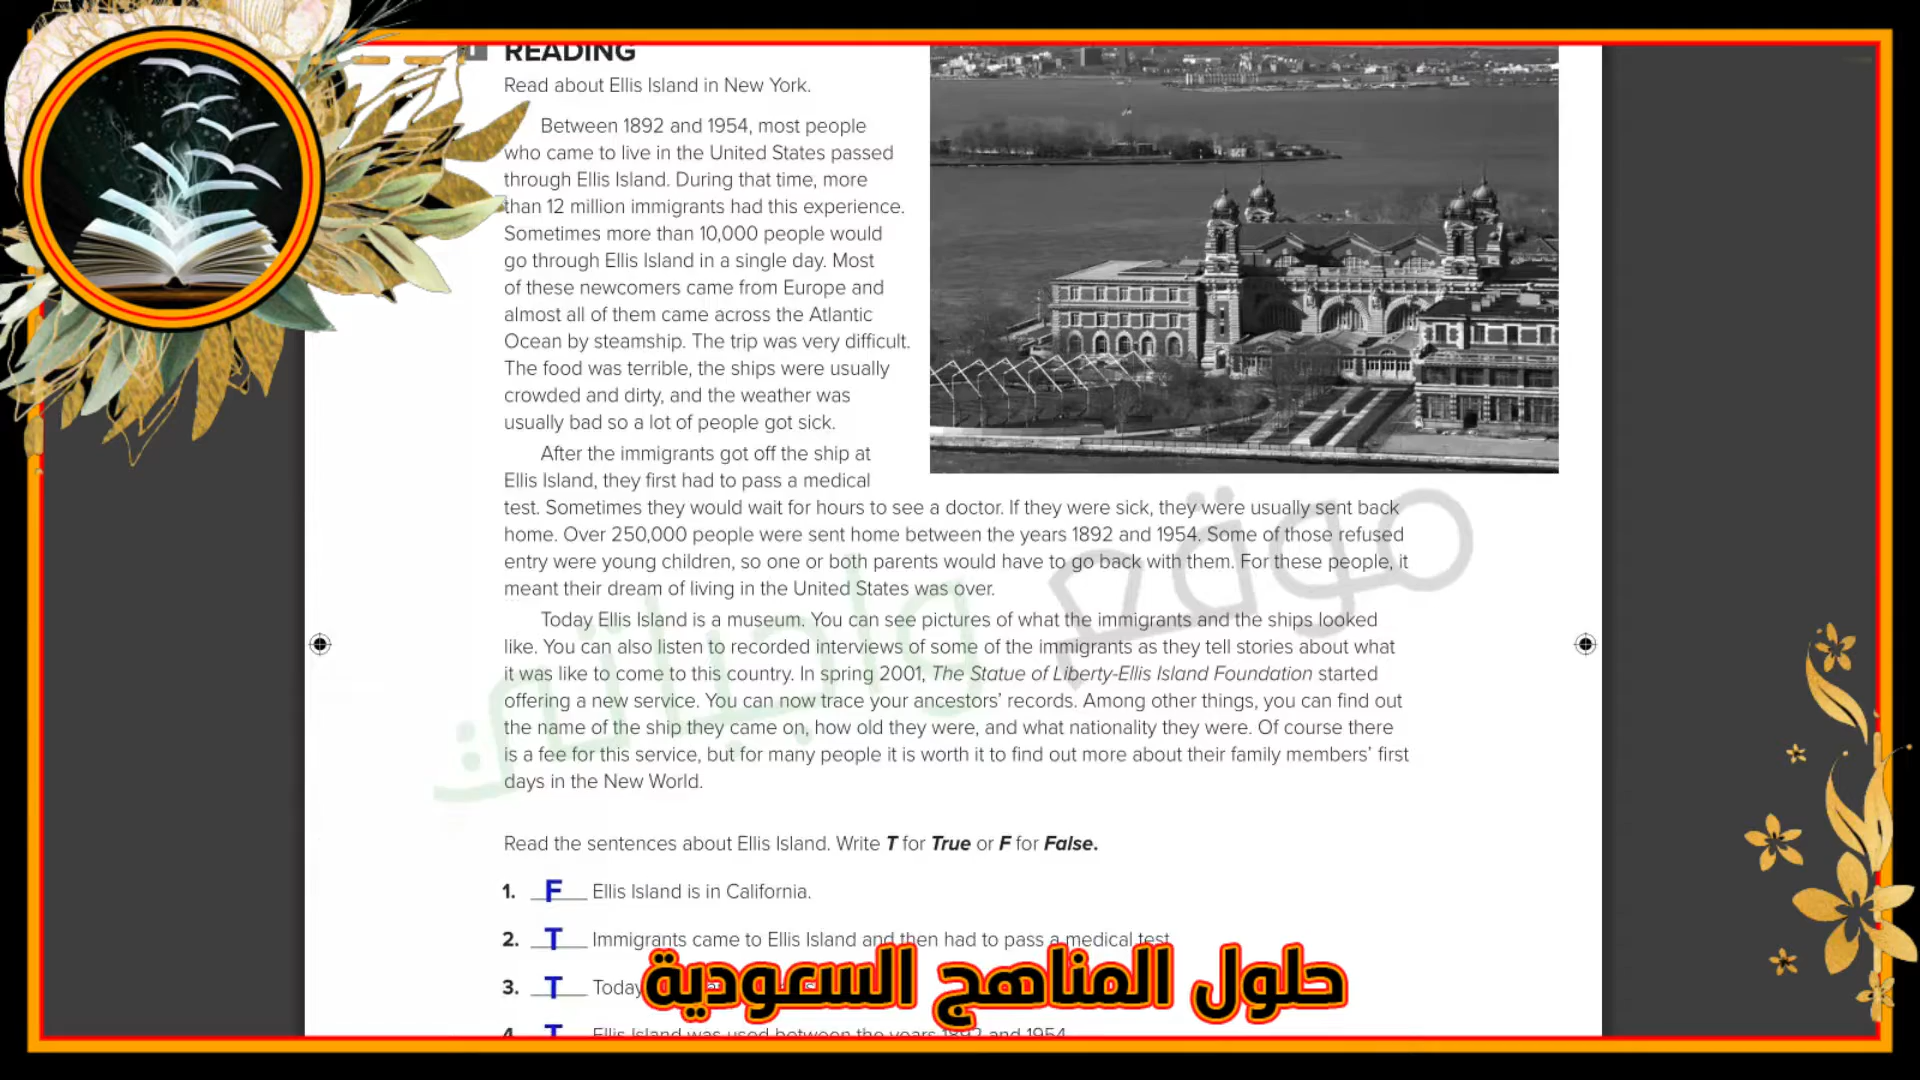 READING
Read about Ellis Island in New York.
Between 1892 and 1954, most people
who came to live in the United States passed
through Ellis Island. During that time, more
than 12 million immigrants had this experience.
Sometimes more than 10,000 people would
go through Ellis Island in a single day. Most
of these newcomers came from Europe and
almost all of them came across the Atlantic
Ocean by steamship. The trip was very difficult.
The food was terrible, the ships were usually
crowded and dirty, and the weather was
usually bad so a lot of people got sick.
After the immigrants got off the ship at
Ellis Island, they first had to pass a medical
test. Sometimes they would wait for hours to see a doctor. If they were sick, they were usually sent back
home. Over 250,000 people were sent home between the years 1892 and 1954. Some of those refused
entry were young children, so one or both parents would have to go back with them. For these people, it
meant their dream of living in the United States was over.
Today Ellis Island is a museum. You can see pictures of what the immigrants and the ships looked
like. You can also listen to recorded interviews of some of the immigrants as they tell stories about what
it was like to come to this country. In spring 2001, The Statue of Liberty-Ellis Island Foundation started
offering a new service. You can now trace your ancestors’ records. Among other things, you can find out
the name of the ship they came on, how old they were, and what nationality they were. Of course there
is a fee for this service, but for many people it is worth it to find out more about their family members’ first
days in the New World.
موقع واجباتي
Read the sentences about Ellis Island. Write T for True or F for False.
1. F Ellis Island is in California.
2. T Immigrants came to Ellis Island and then had to pass a medical test.
3. T Today
حلول المناهج السعودية
4. T Ellis Island was used between the years 1892 and 1954.